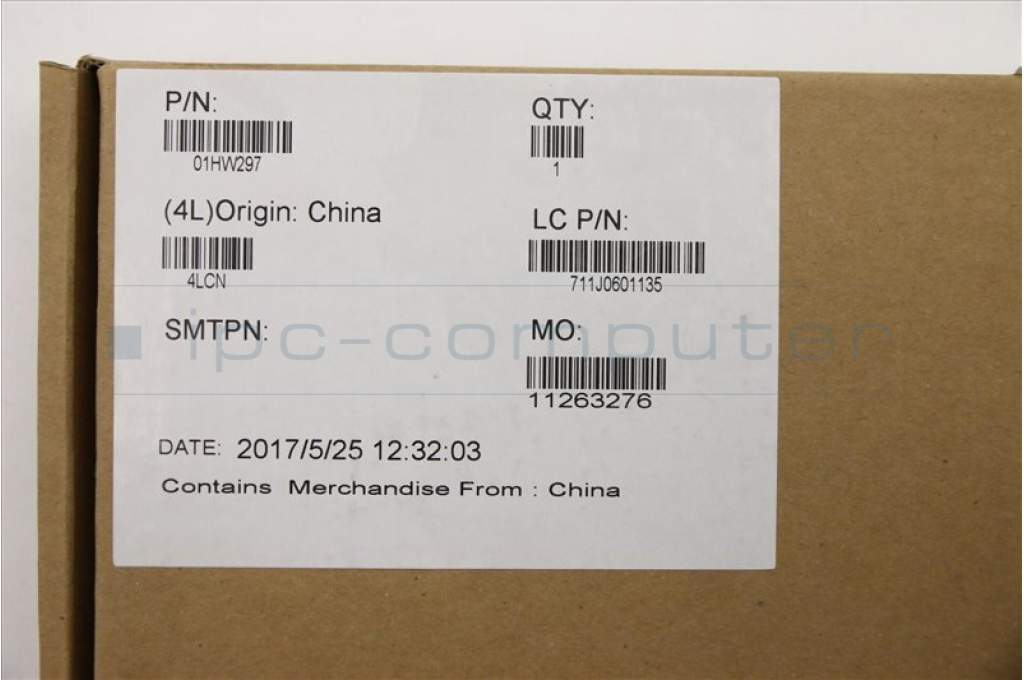 P/N:
01HW297
QTY:
1
(4L)Origin: China
4LCN
LC P/N:
711J0601135
SMTPN:
MO:
11263276
ipc-computer
DATE: 2017/5/25 12:32:03
Contains Merchandise From : China